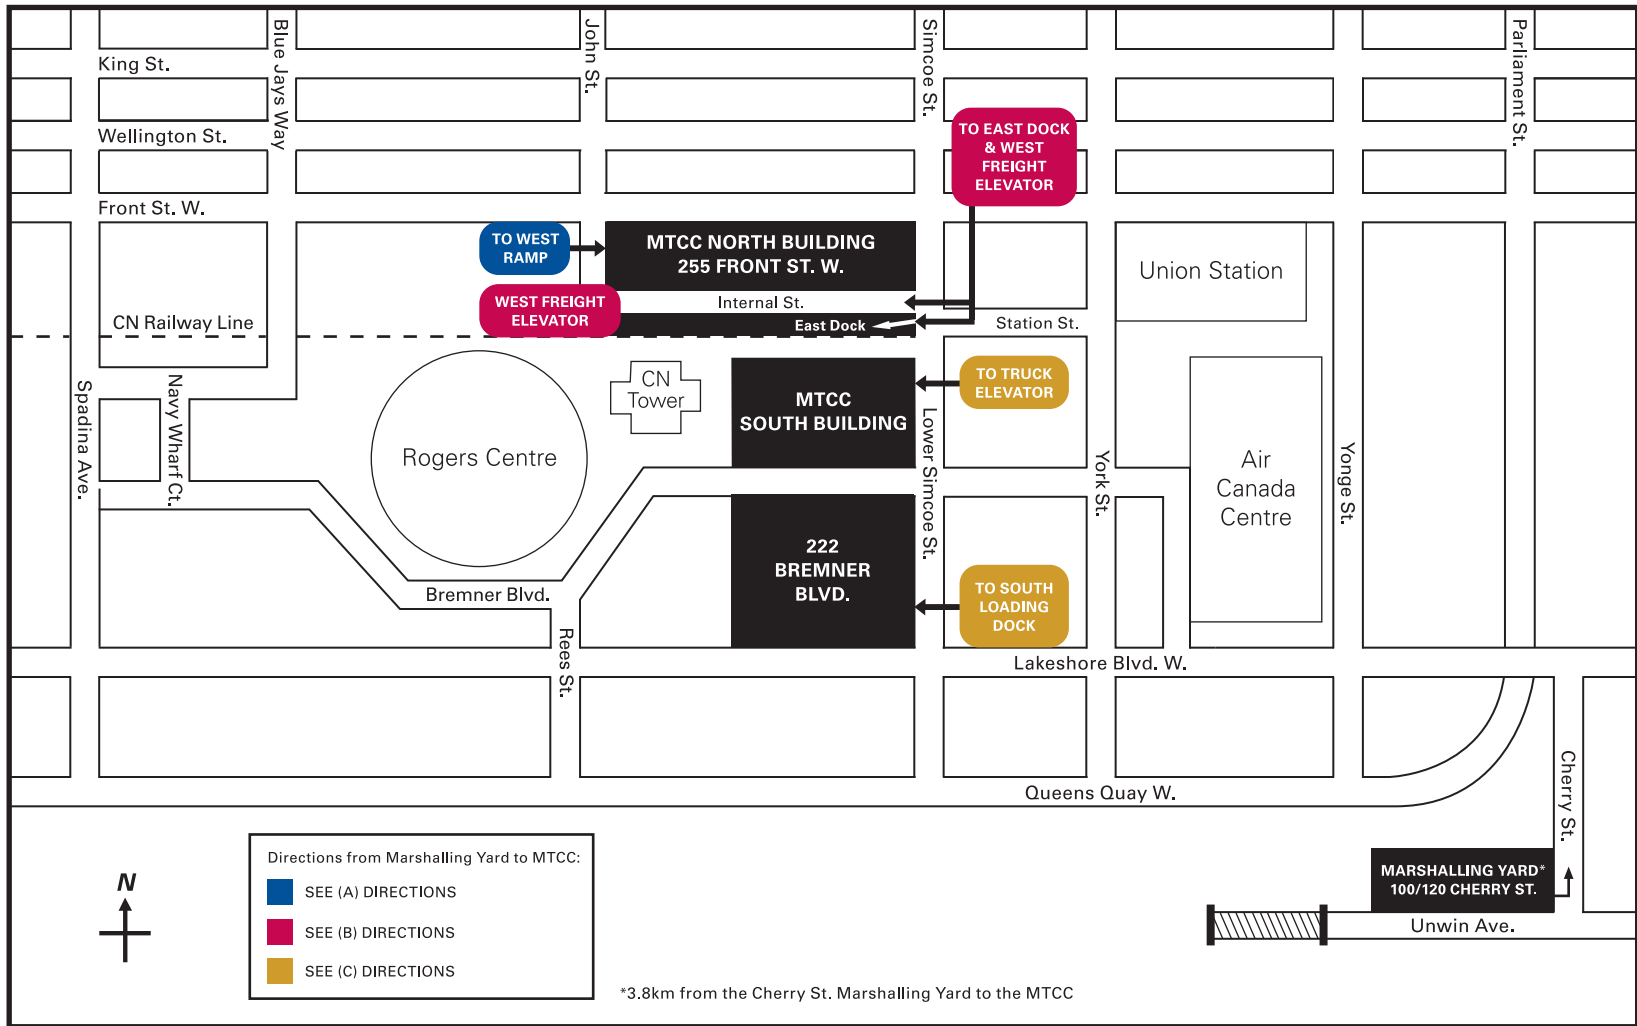 Blue Jays Way
John St.
Simcoe St.
Parliament St.
King St.
Wellington St.
Front St. W.
TO EAST DOCK
& WEST
FREIGHT
ELEVATOR
TO WEST
RAMP
MTCC NORTH BUILDING
255 FRONT ST. W.
Union Station
WEST FREIGHT
ELEVATOR
Internal St.
CN Railway Line
East Dock
Station St.
Spadina Ave.
Navy Wharf Ct.
Rogers Centre
CN
Tower
MTCC
SOUTH BUILDING
TO TRUCK
ELEVATOR
Lower Simcoe St.
York St.
Air
Canada
Centre
Yonge St.
222
BREMNER
BLVD.
TO SOUTH
LOADING
DOCK
Bremner Blvd.
Rees St.
Lakeshore Blvd. W.
Queens Quay W.
Cherry St.
MARSHALLING YARD*
100/120 CHERRY ST.
Unwin Ave.
N
Directions from Marshalling Yard to MTCC:
SEE (A) DIRECTIONS
SEE (B) DIRECTIONS
SEE (C) DIRECTIONS
*3.8km from the Cherry St. Marshalling Yard to the MTCC